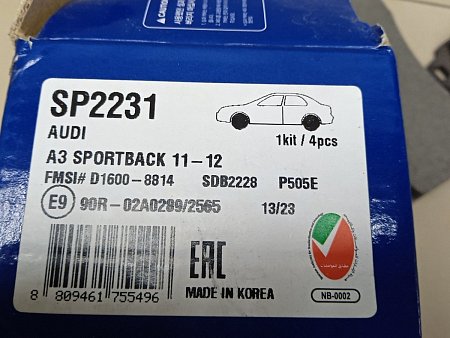 CAUTION
SP2231
AUDI
1kit / 4pcs
A3 SPORTBACK 11-12
FMSI# D1600-8814 SDB2228 P505E
E9 90R-02A0289/2565 13/23
EAC
8 809461 755496
MADE IN KOREA
NB-0002